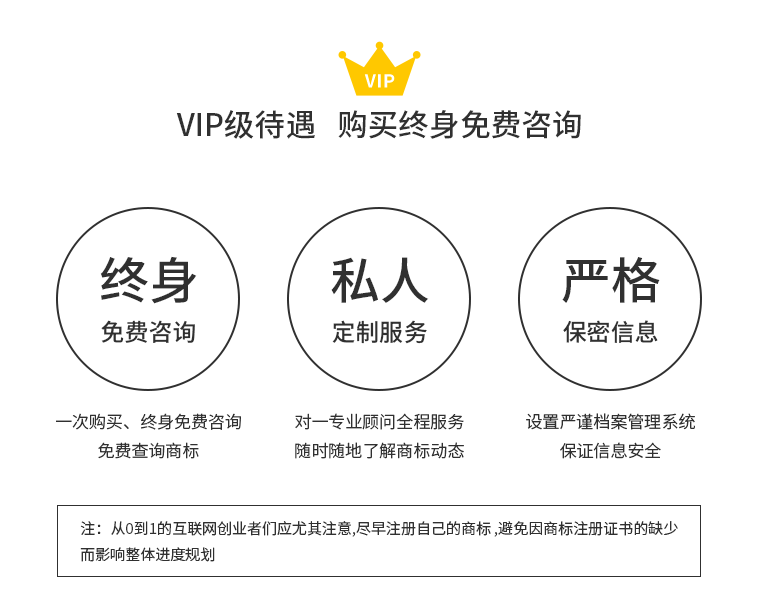 VIP
VIP级待遇 购买终身免费咨询
终身
免费咨询
私人
定制服务
严格
保密信息
一次购买、终身免费咨询
免费查询商标
对一专业顾问全程服务
随时随地了解商标动态
设置严谨档案管理系统
保证信息安全
注：从0到1的互联网创业者们应尤其注意,尽早注册自己的商标 ,避免因商标注册证书的缺少
而影响整体进度规划